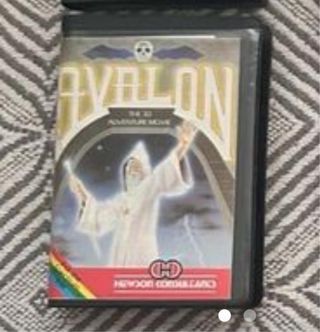 AVALON
THE 3D
ADVENTURE MOVIE
HEWSON CONSULTANTS